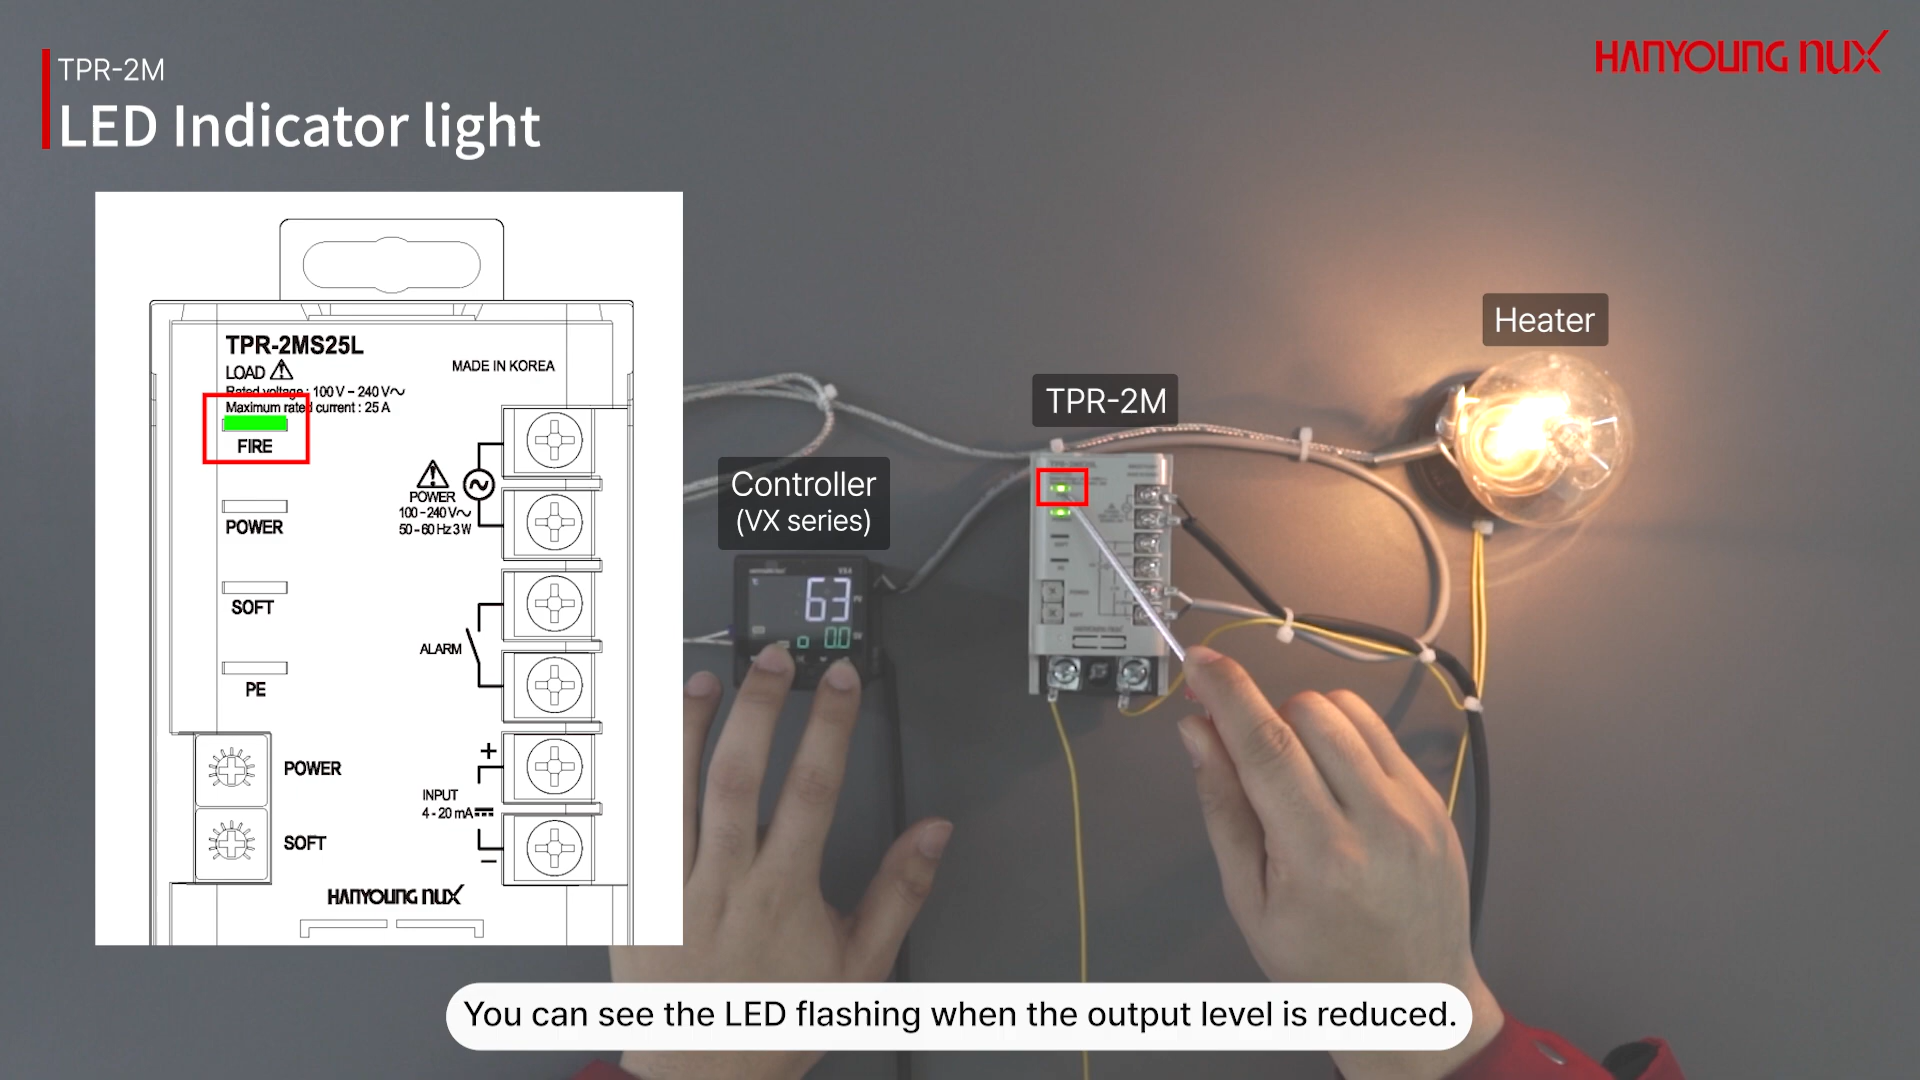 TPR-2M
LED Indicator light
HANYOUNG NUX
TPR-2MS25L
LOAD
MADE IN KOREA
Rated voltage : 100 V - 240 V~
Maximum rated current : 25 A
FIRE
POWER
100 - 240 V~
50 - 60 Hz 3 W
POWER
SOFT
ALARM
PE
POWER
+
INPUT
4 - 20 mA
SOFT
−
HANYOUNG NUX
Controller
(VX series)
TPR-2M
Heater
63
0.0
You can see the LED flashing when the output level is reduced.